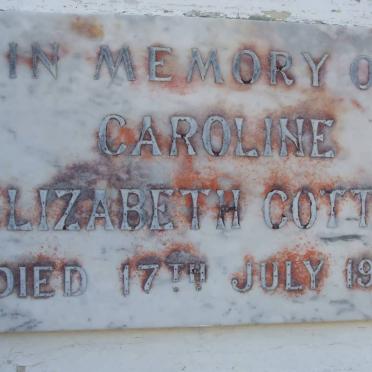 IN MEMORY O
CAROLINE
LIZABETH COTT
DIED 17TH JULY 19